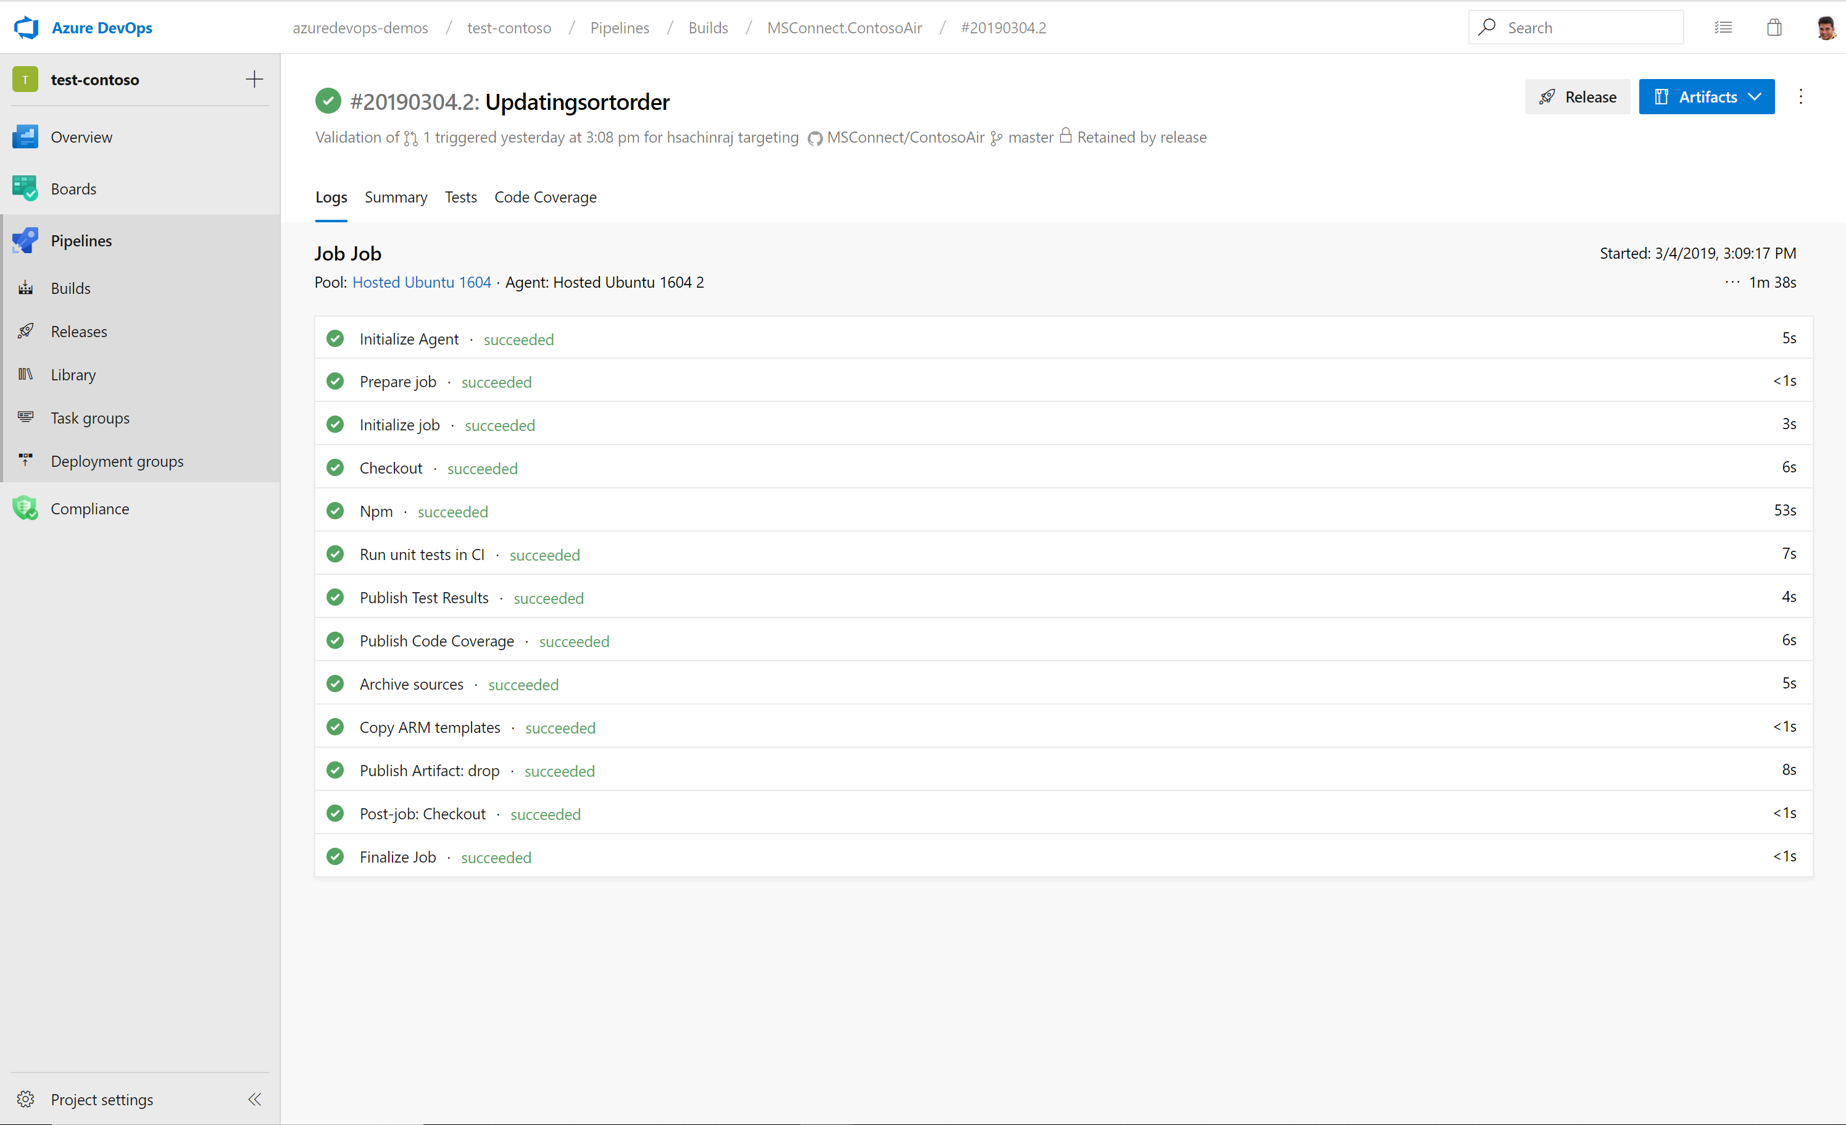 Azure DevOps
azuredevops-demos / test-contoso / Pipelines / Builds / MSConnect.ContosoAir / #20190304.2
Search
T test-contoso
Overview
Boards
Pipelines
Builds
Releases
Library
Task groups
Deployment groups
Compliance
Project settings
#20190304.2: Updatingsortorder
Release
Artifacts
Validation of 1 triggered yesterday at 3:08 pm for hsachinraj targeting MSConnect/ContosoAir master Retained by release
Logs Summary Tests Code Coverage
Job Job
Started: 3/4/2019, 3:09:17 PM
Pool: Hosted Ubuntu 1604 · Agent: Hosted Ubuntu 1604 2
··· 1m 38s
Initialize Agent · succeeded 5s
Prepare job · succeeded <1s
Initialize job · succeeded 3s
Checkout · succeeded 6s
Npm · succeeded 53s
Run unit tests in CI · succeeded 7s
Publish Test Results · succeeded 4s
Publish Code Coverage · succeeded 6s
Archive sources · succeeded 5s
Copy ARM templates · succeeded <1s
Publish Artifact: drop · succeeded 8s
Post-job: Checkout · succeeded <1s
Finalize Job · succeeded <1s